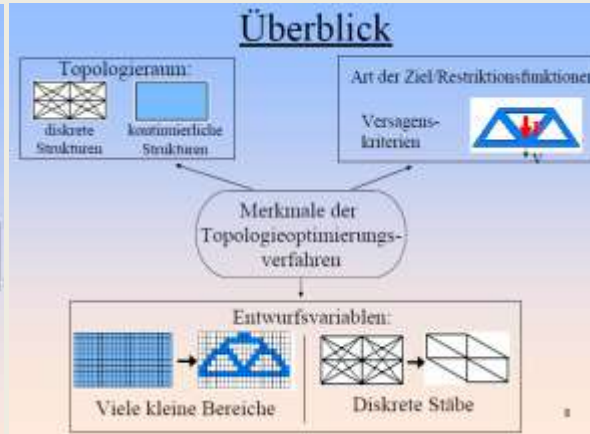 Überblick
Topologieraum:
diskrete
Strukturen
kontinuierliche
Strukturen
Art der Ziel/Restriktionsfunktionen
Versagens-
kriterien
V
Merkmale der
Topologieoptimierungs-
verfahren
Entwurfsvariablen:
Viele kleine Bereiche
Diskrete Stäbe
8